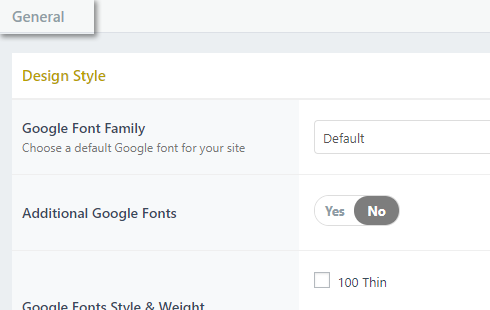 General
Design Style
Google Font Family
Choose a default Google font for your site
Default
Additional Google Fonts
Yes No
100 Thin
Google Fonts Style & Weight